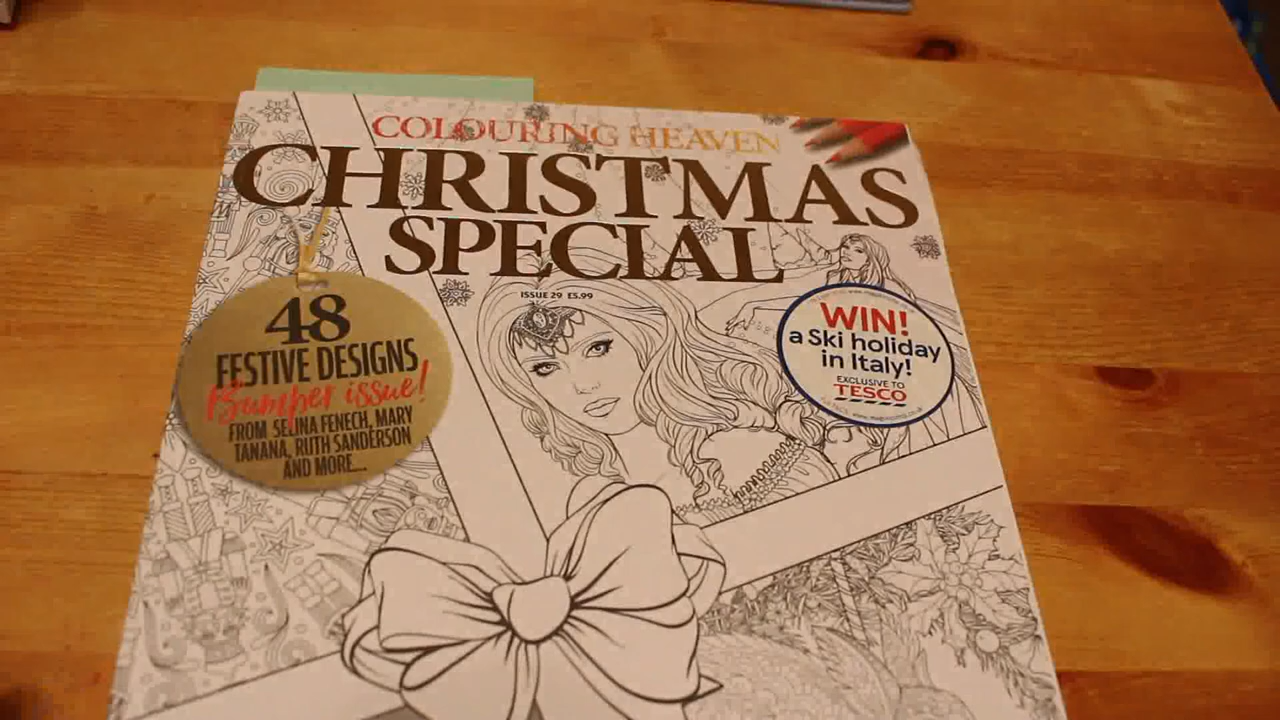 COLOURING HEAVEN
CHRISTMAS
SPECIAL
ISSUE 29 £5.99
48
FESTIVE DESIGNS
Bumper issue!
FROM SELINA FENECH, MARY
TANANA, RUTH SANDERSON
AND MORE...
WIN!
a Ski holiday
in Italy!
EXCLUSIVE TO
TESCO